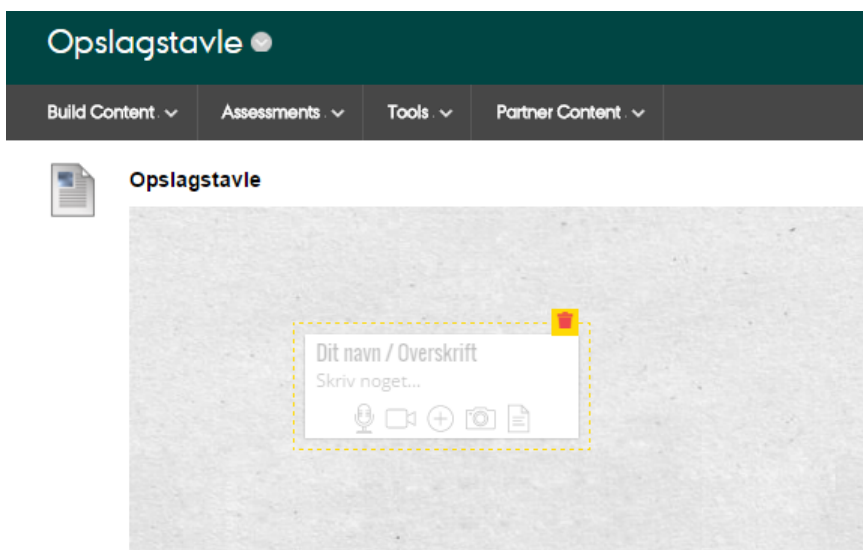 Opslagstavle
Build Content Assessments Tools Partner Content
Opslagstavle
Dit navn / Overskrift
Skriv noget...